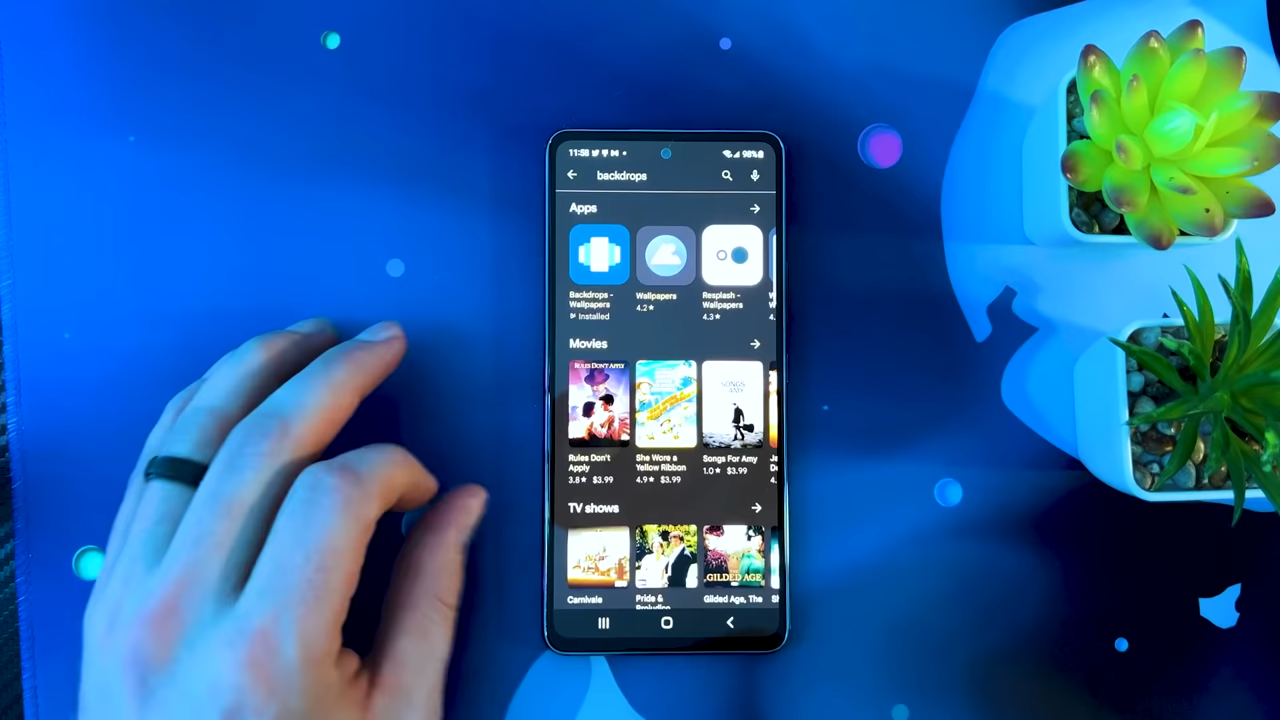 11:58
98%
backdrops
Apps
Backdrops -
Wallpapers
Installed
Wallpapers
4.2★
Resplash -
Wallpapers
4.3★
Movies
RULES DON'T APPLY
SONGS
AMY
Rules Don't
Apply
3.8★ $3.99
She Wore a
Yellow Ribbon
4.9★ $3.99
Songs For Amy
1.0★ $3.99
TV shows
GILDED AGE
Carnivale
Pride &
Prejudice
Gilded Age, The